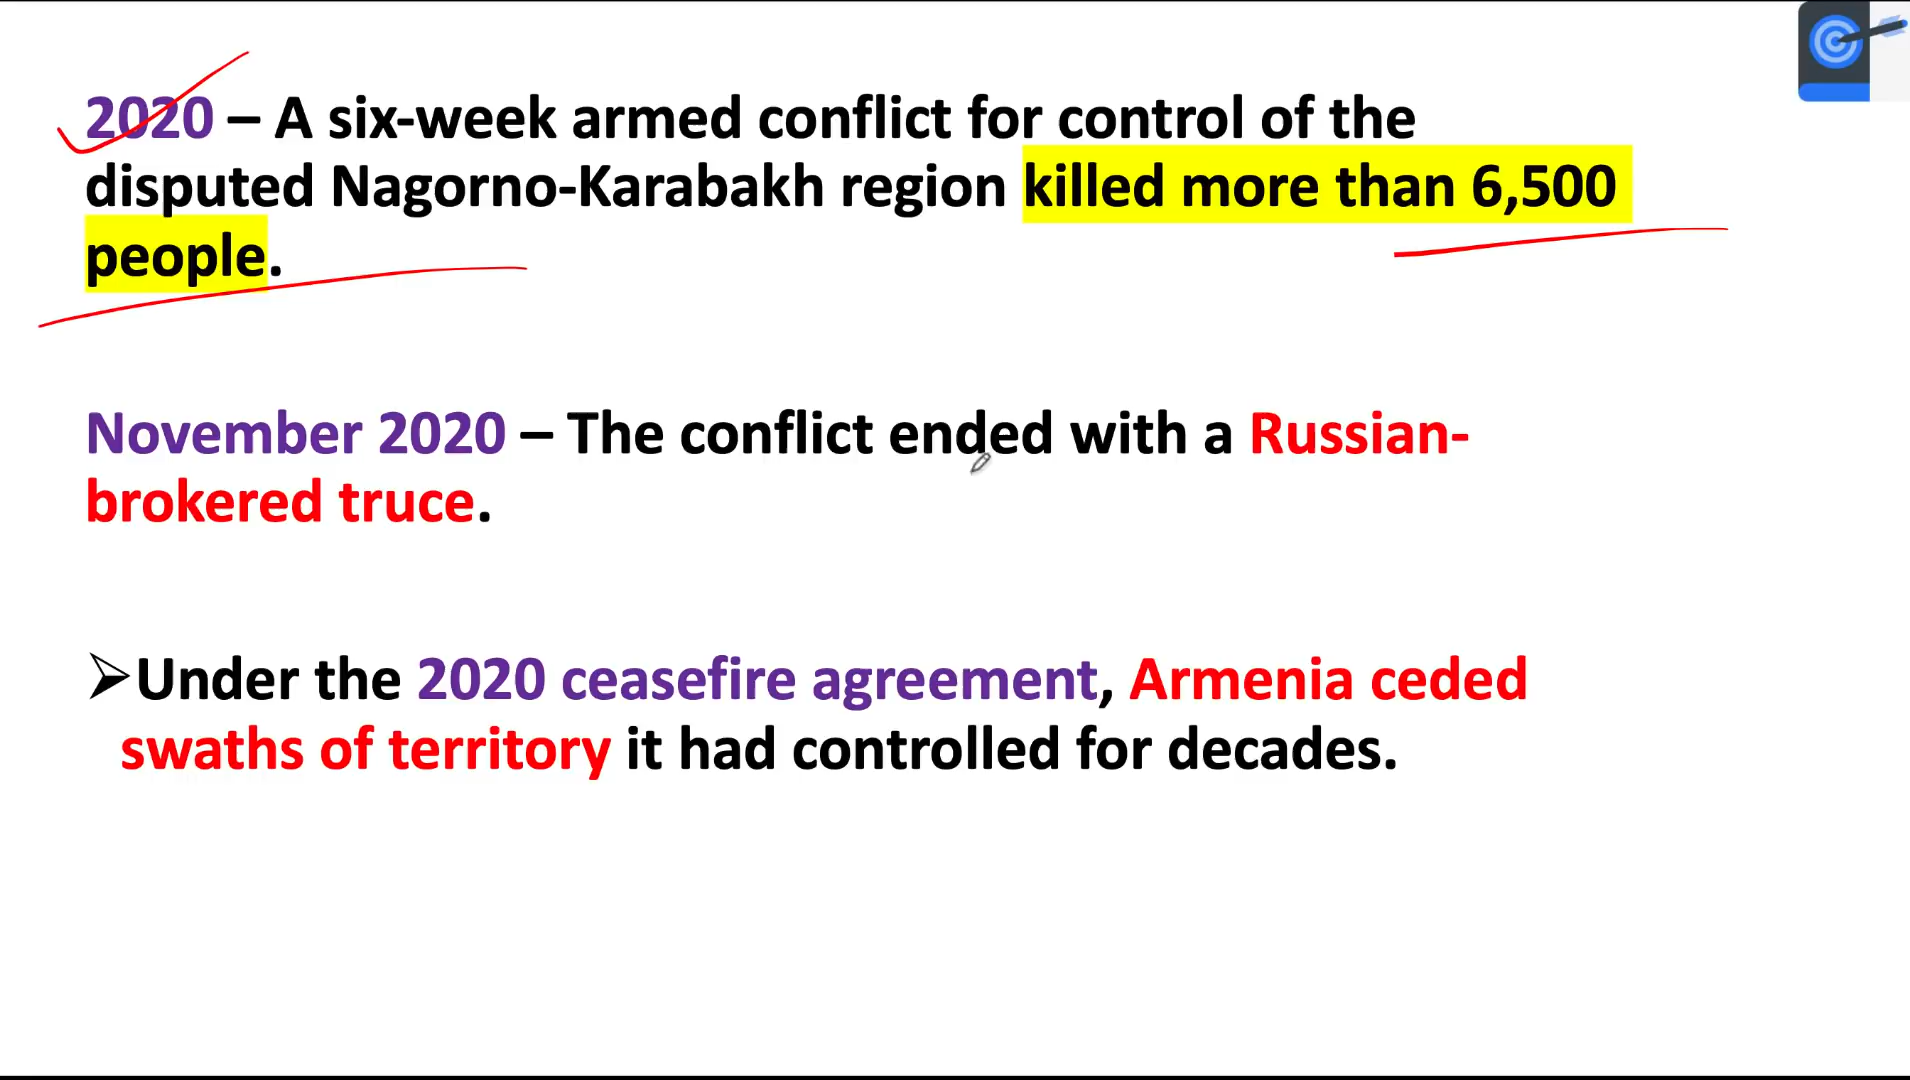 2020 – A six-week armed conflict for control of the
disputed Nagorno-Karabakh region killed more than 6,500
people.
November 2020 – The conflict ended with a Russian-
brokered truce.
➢Under the 2020 ceasefire agreement, Armenia ceded
swaths of territory it had controlled for decades.